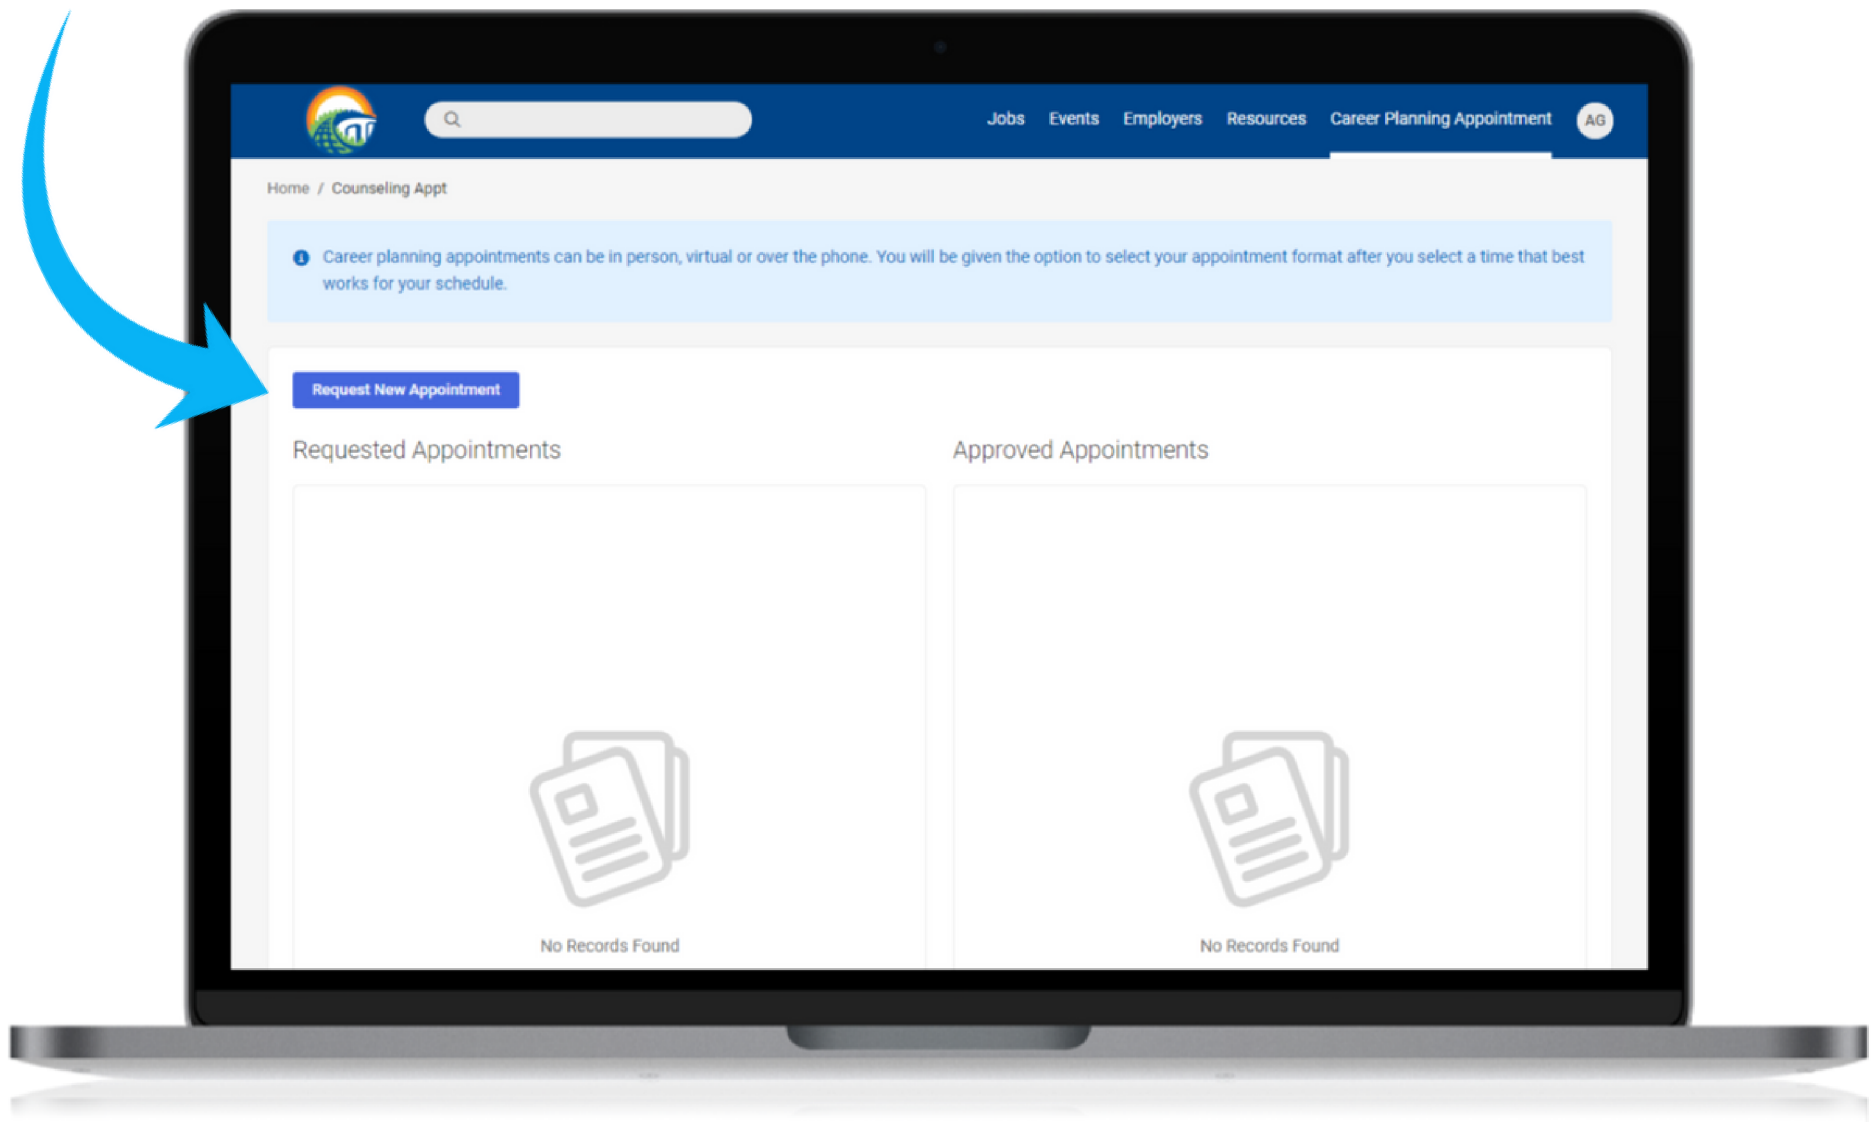 Jobs Events Employers Resources Career Planning Appointment AG
Home / Counseling Appt
Career planning appointments can be in person, virtual or over the phone. You will be given the option to select your appointment format after you select a time that best
works for your schedule.
Request New Appointment
Requested Appointments
Approved Appointments
No Records Found
No Records Found